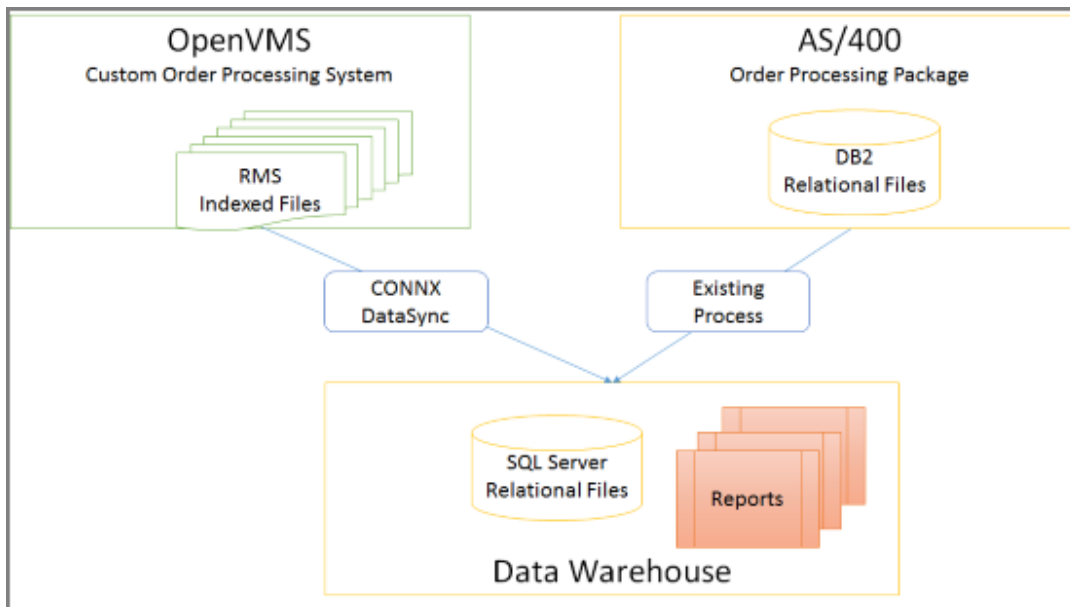 OpenVMS
Custom Order Processing System
RMS
Indexed Files
AS/400
Order Processing Package
DB2
Relational Files
CONNX
DataSync
Existing
Process
SQL Server
Relational Files
Reports
Data Warehouse